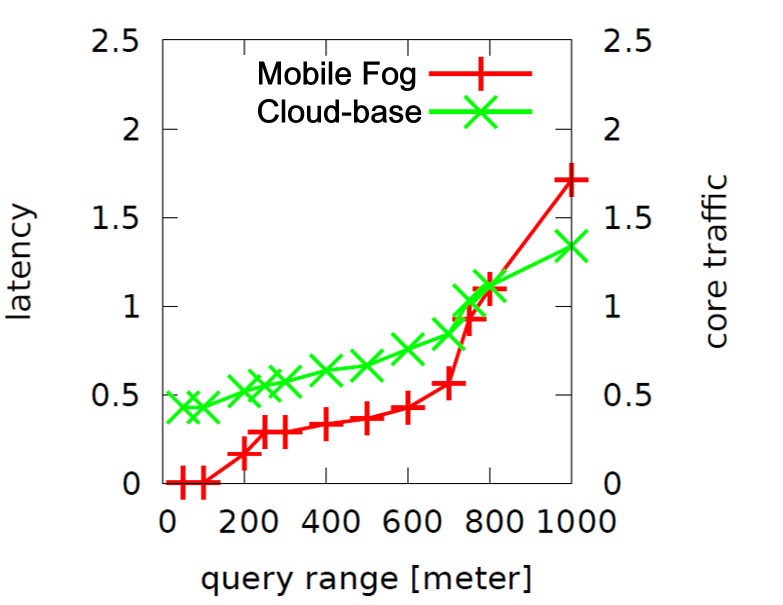 2.5 2.5
Mobile Fog
Cloud-base
2 2
1.5 1.5
latency
core traffic
1 1
0.5 0.5
0 0
0 200 400 600 800 1000
query range [meter]